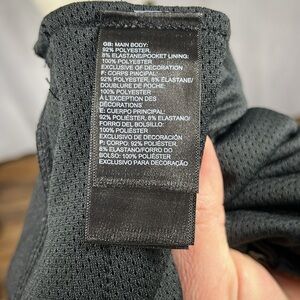 GB: MAIN BODY:
92% POLYESTER,
8% ELASTANE/POCKET LINING:
100% POLYESTER
EXCLUSIVE OF DECORATION
F: CORPS PINCIPAL:
92% POLYESTER, 8% ELASTANE/
DOUBLURE DE POCHE:
100% POLYESTER
À L'EXCEPTION DES
DÉCORATIONS
E: CUERPO PRINCIPAL:
92% POLIÉSTER, 8% ELASTANO/
FORRO DEL BOLSILLO:
100% POLIÉSTER
EXCLUSIVO DE DECORACIÓN
P: CORPO: 92% POLIÉSTER,
8% ELASTANO/FORRO DO
BOLSO: 100% POLIÉSTER
EXCLUSIVO PARA DECORAÇÃO